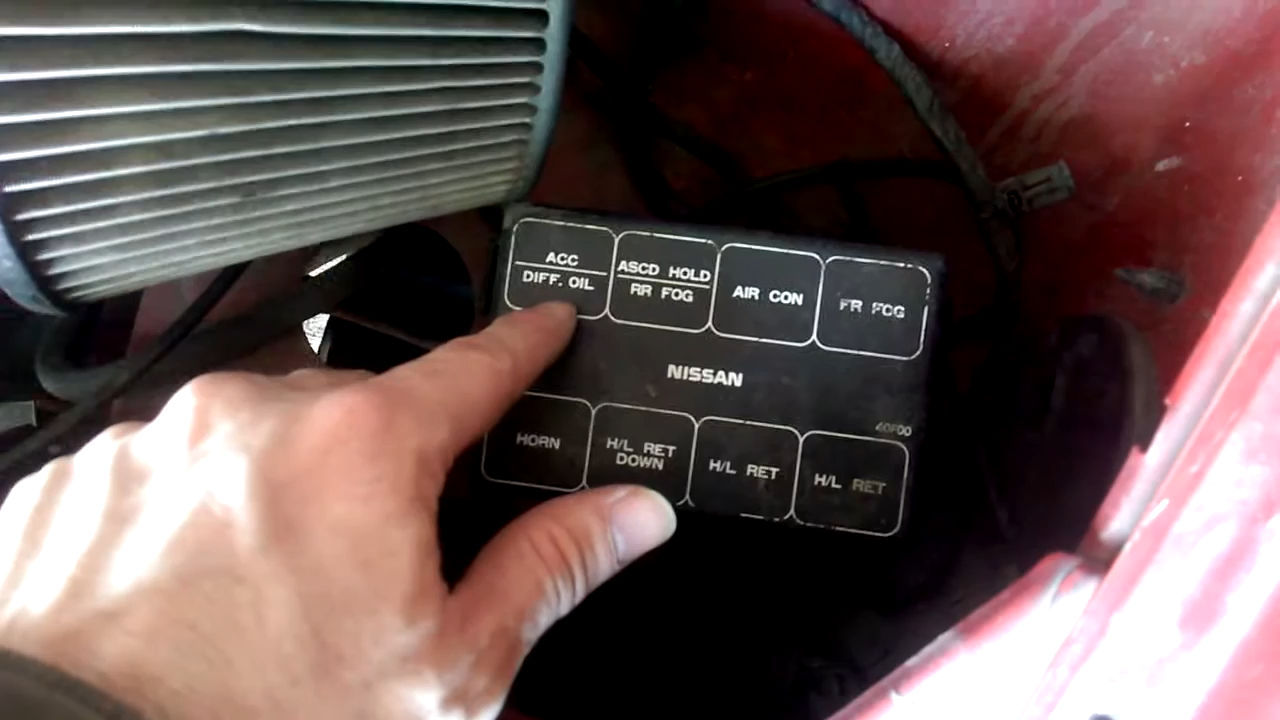 ACC
DIFF. OIL
ASCD HOLD
RR FOG
AIR CON
FR FOG
NISSAN
40F00
HORN
H/L RET
DOWN
H/L RET
H/L RET